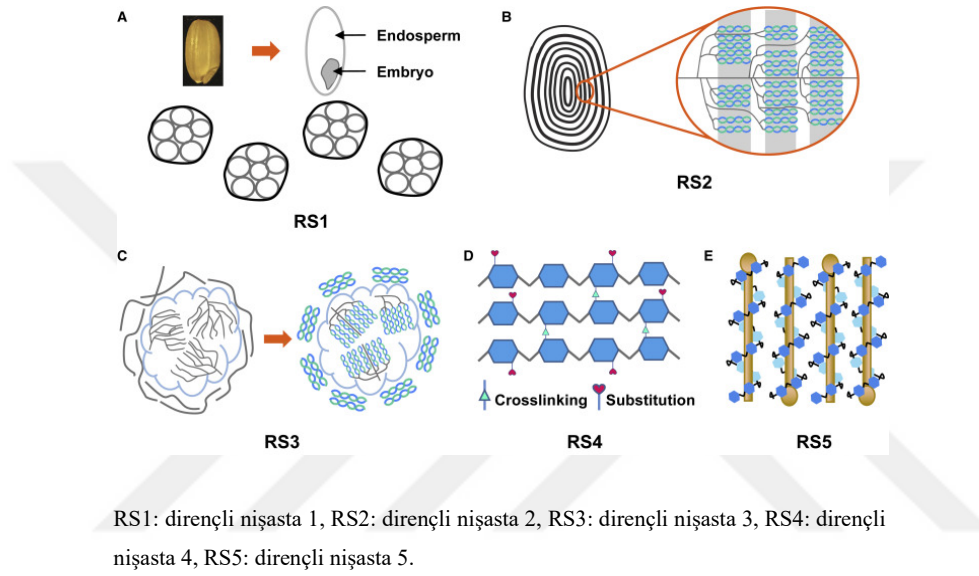 A
Endosperm
Embryo
RS1
B
RS2
C
RS3
D
Crosslinking
Substitution
RS4
E
RS5
RS1: dirençli nişasta 1, RS2: dirençli nişasta 2, RS3: dirençli nişasta 3, RS4: dirençli
nişasta 4, RS5: dirençli nişasta 5.